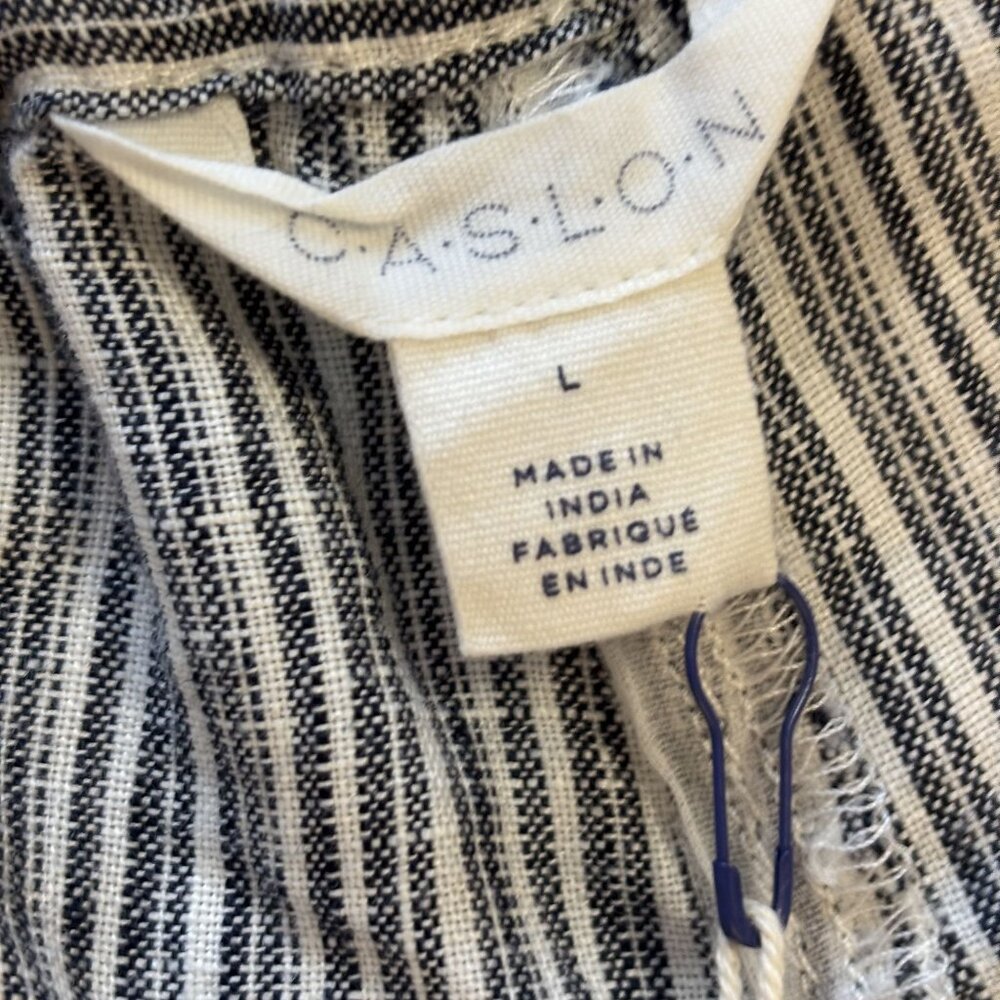 C·A·S·L·O·N
L
MADE IN
INDIA
FABRIQUÉ
EN INDE